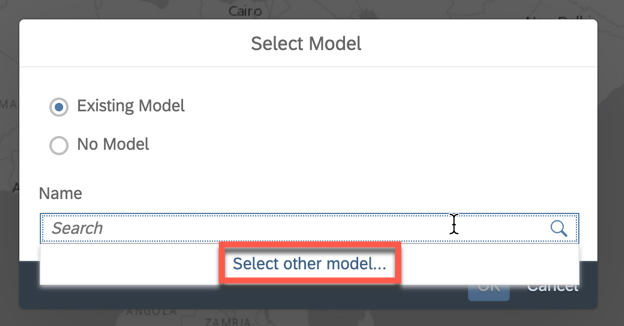 Cairo
Select Model
Existing Model
No Model
Name
Search
Select other model...
OK
Cancel
ANGOLA
ZAMBIA